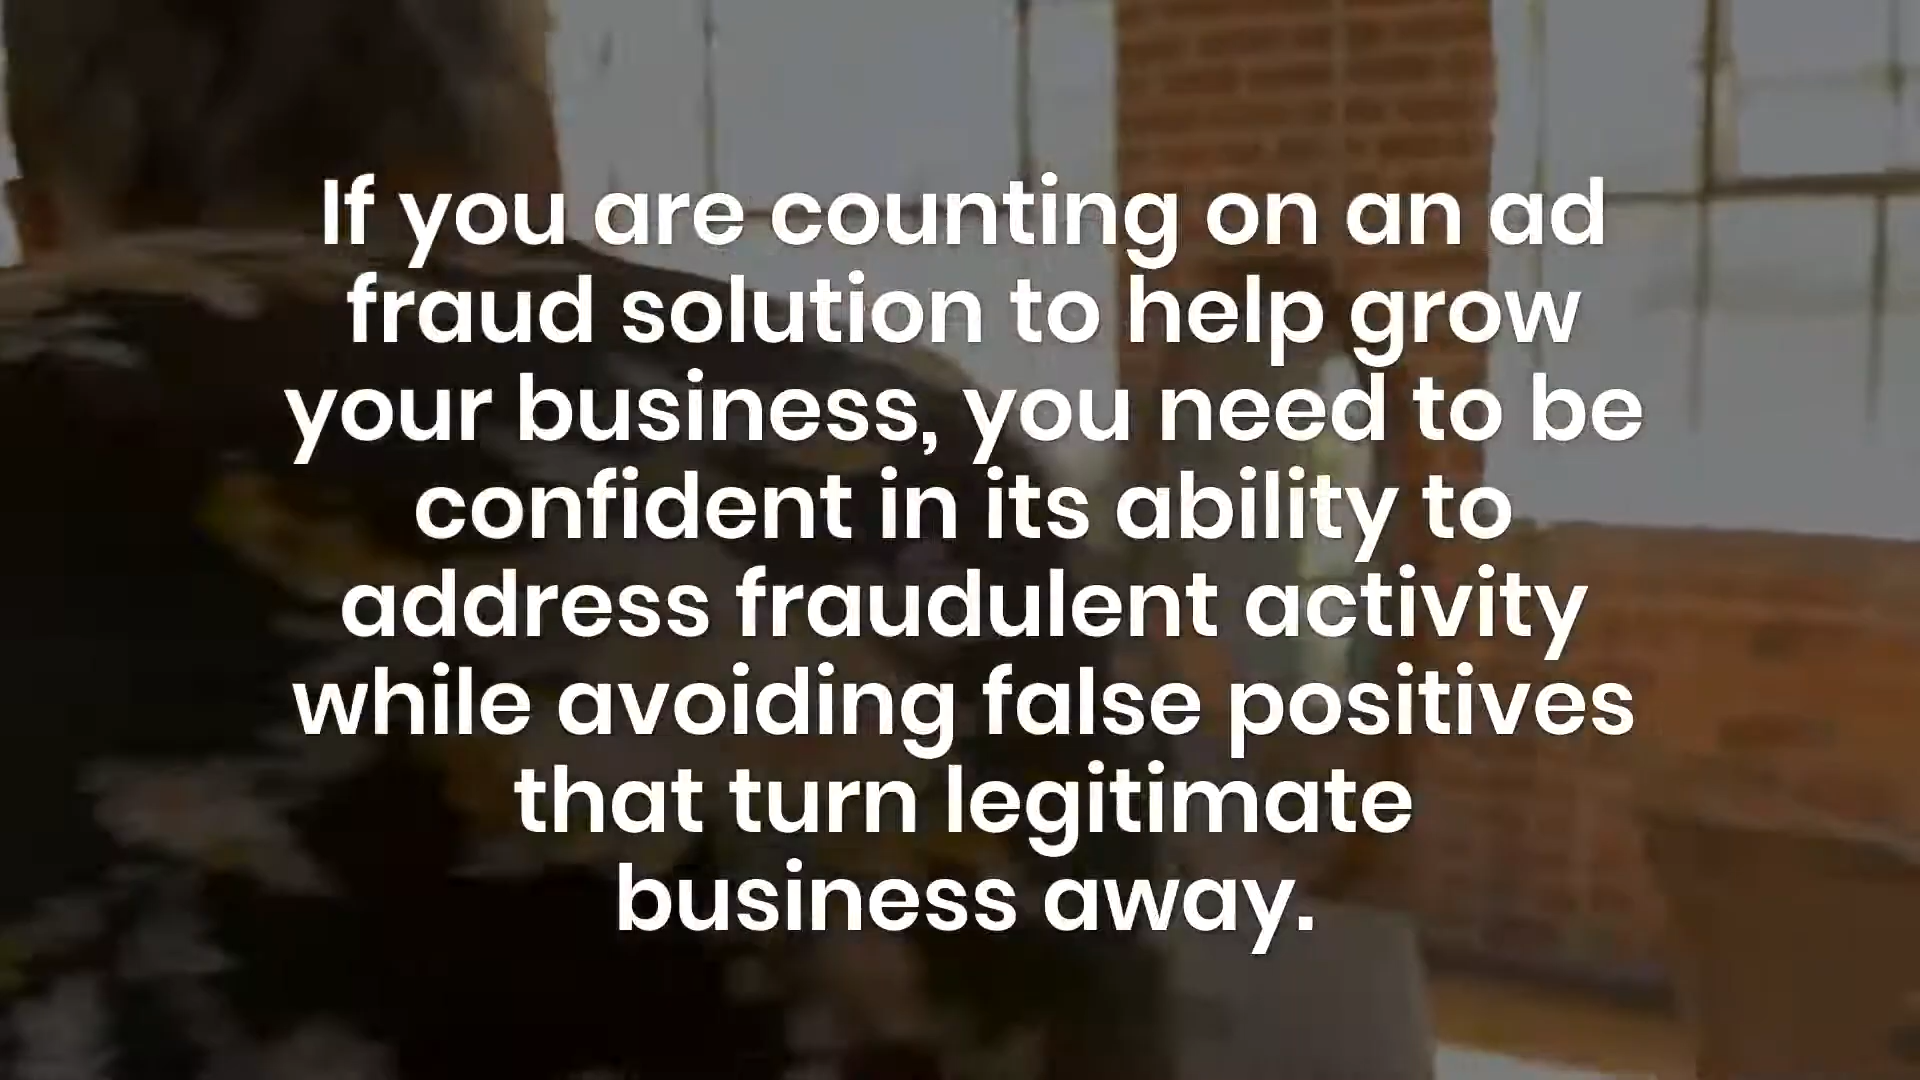 If you are counting on an ad
fraud solution to help grow
your business, you need to be
confident in its ability to
address fraudulent activity
while avoiding false positives
that turn legitimate
business away.